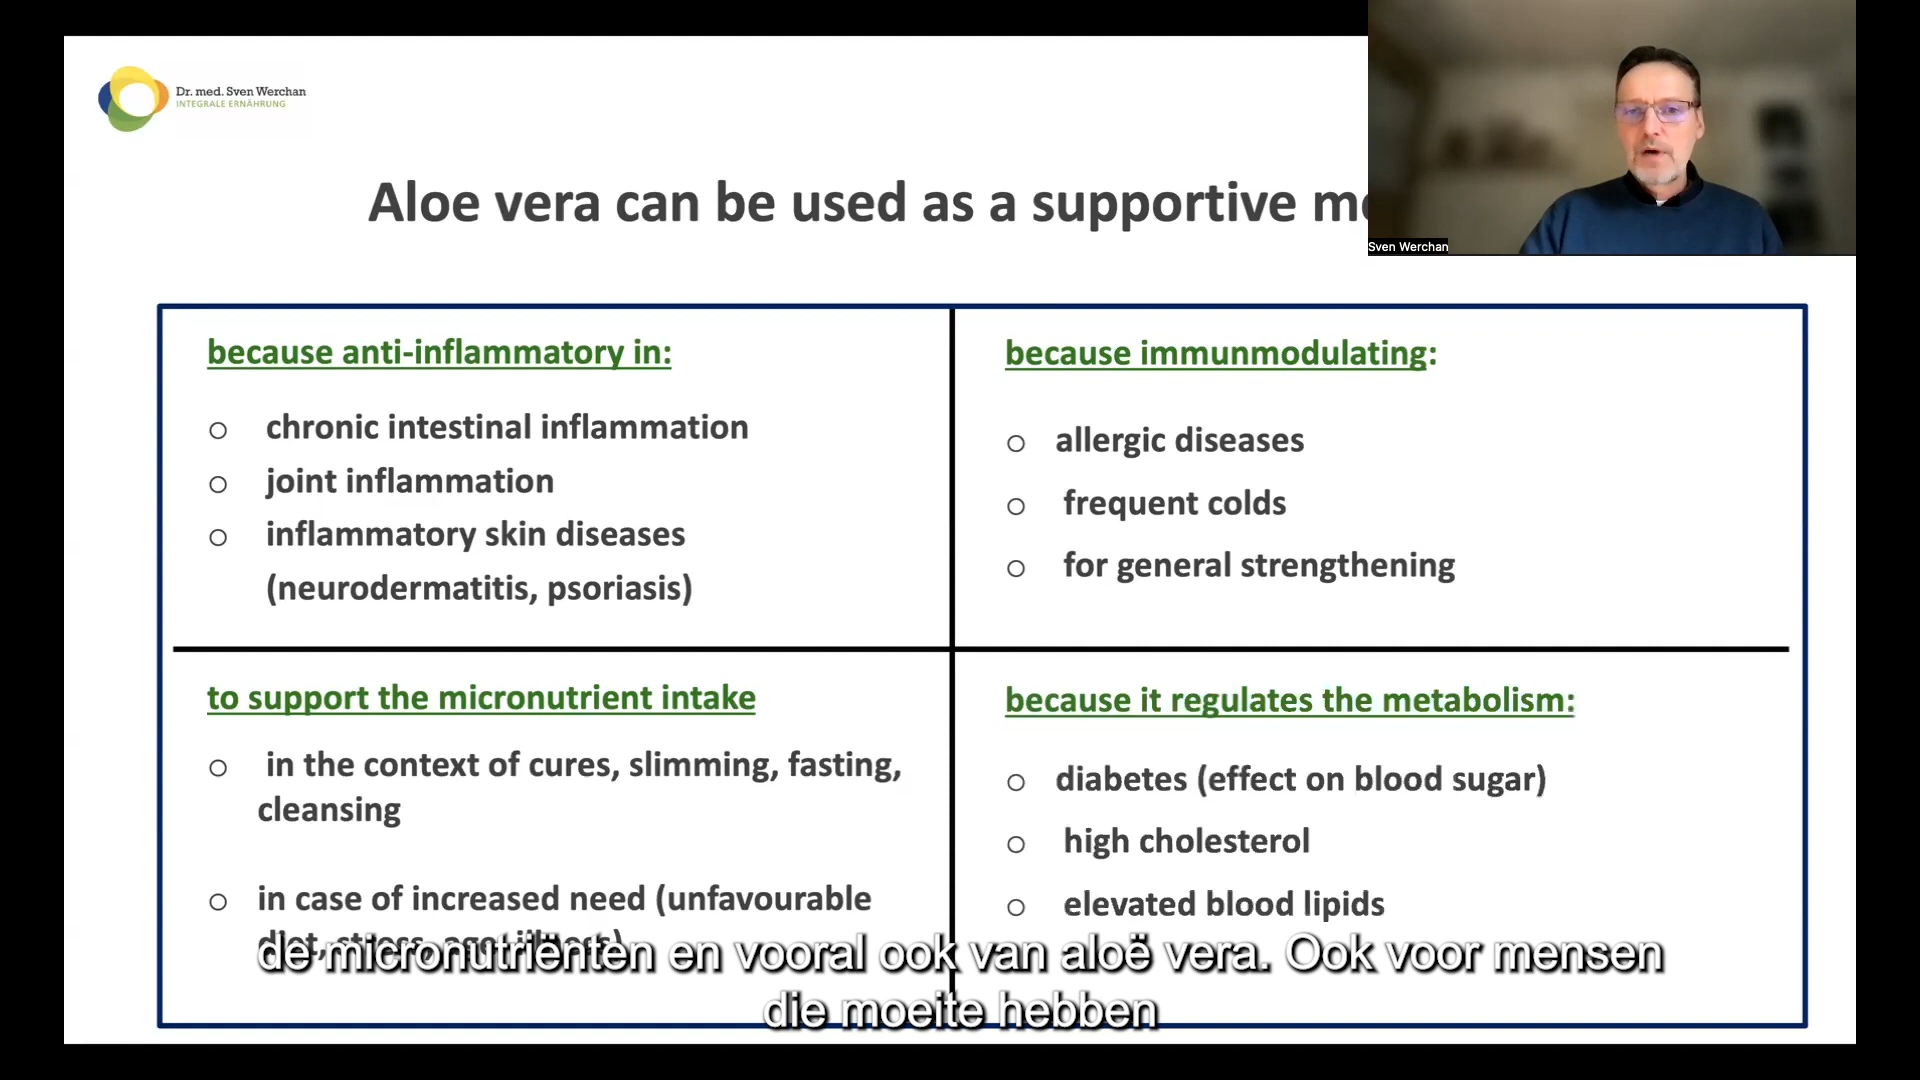 Dr. med. Sven Werchan
INTEGRALE ERNÄHRUNG
Sven Werchan
Aloe vera can be used as a supportive
because anti-inflammatory in:
o chronic intestinal inflammation
o joint inflammation
o inflammatory skin diseases
(neurodermatitis, psoriasis)
because immunmodulating:
o allergic diseases
o frequent colds
o for general strengthening
to support the micronutrient intake
o in the context of cures, slimming, fasting,
cleansing
o in case of increased need (unfavourable
diet, stress, age, illness)
because it regulates the metabolism:
o diabetes (effect on blood sugar)
o high cholesterol
o elevated blood lipids
de micronutriënten en vooral ook van aloë vera. Ook voor mensen
die moeite hebben